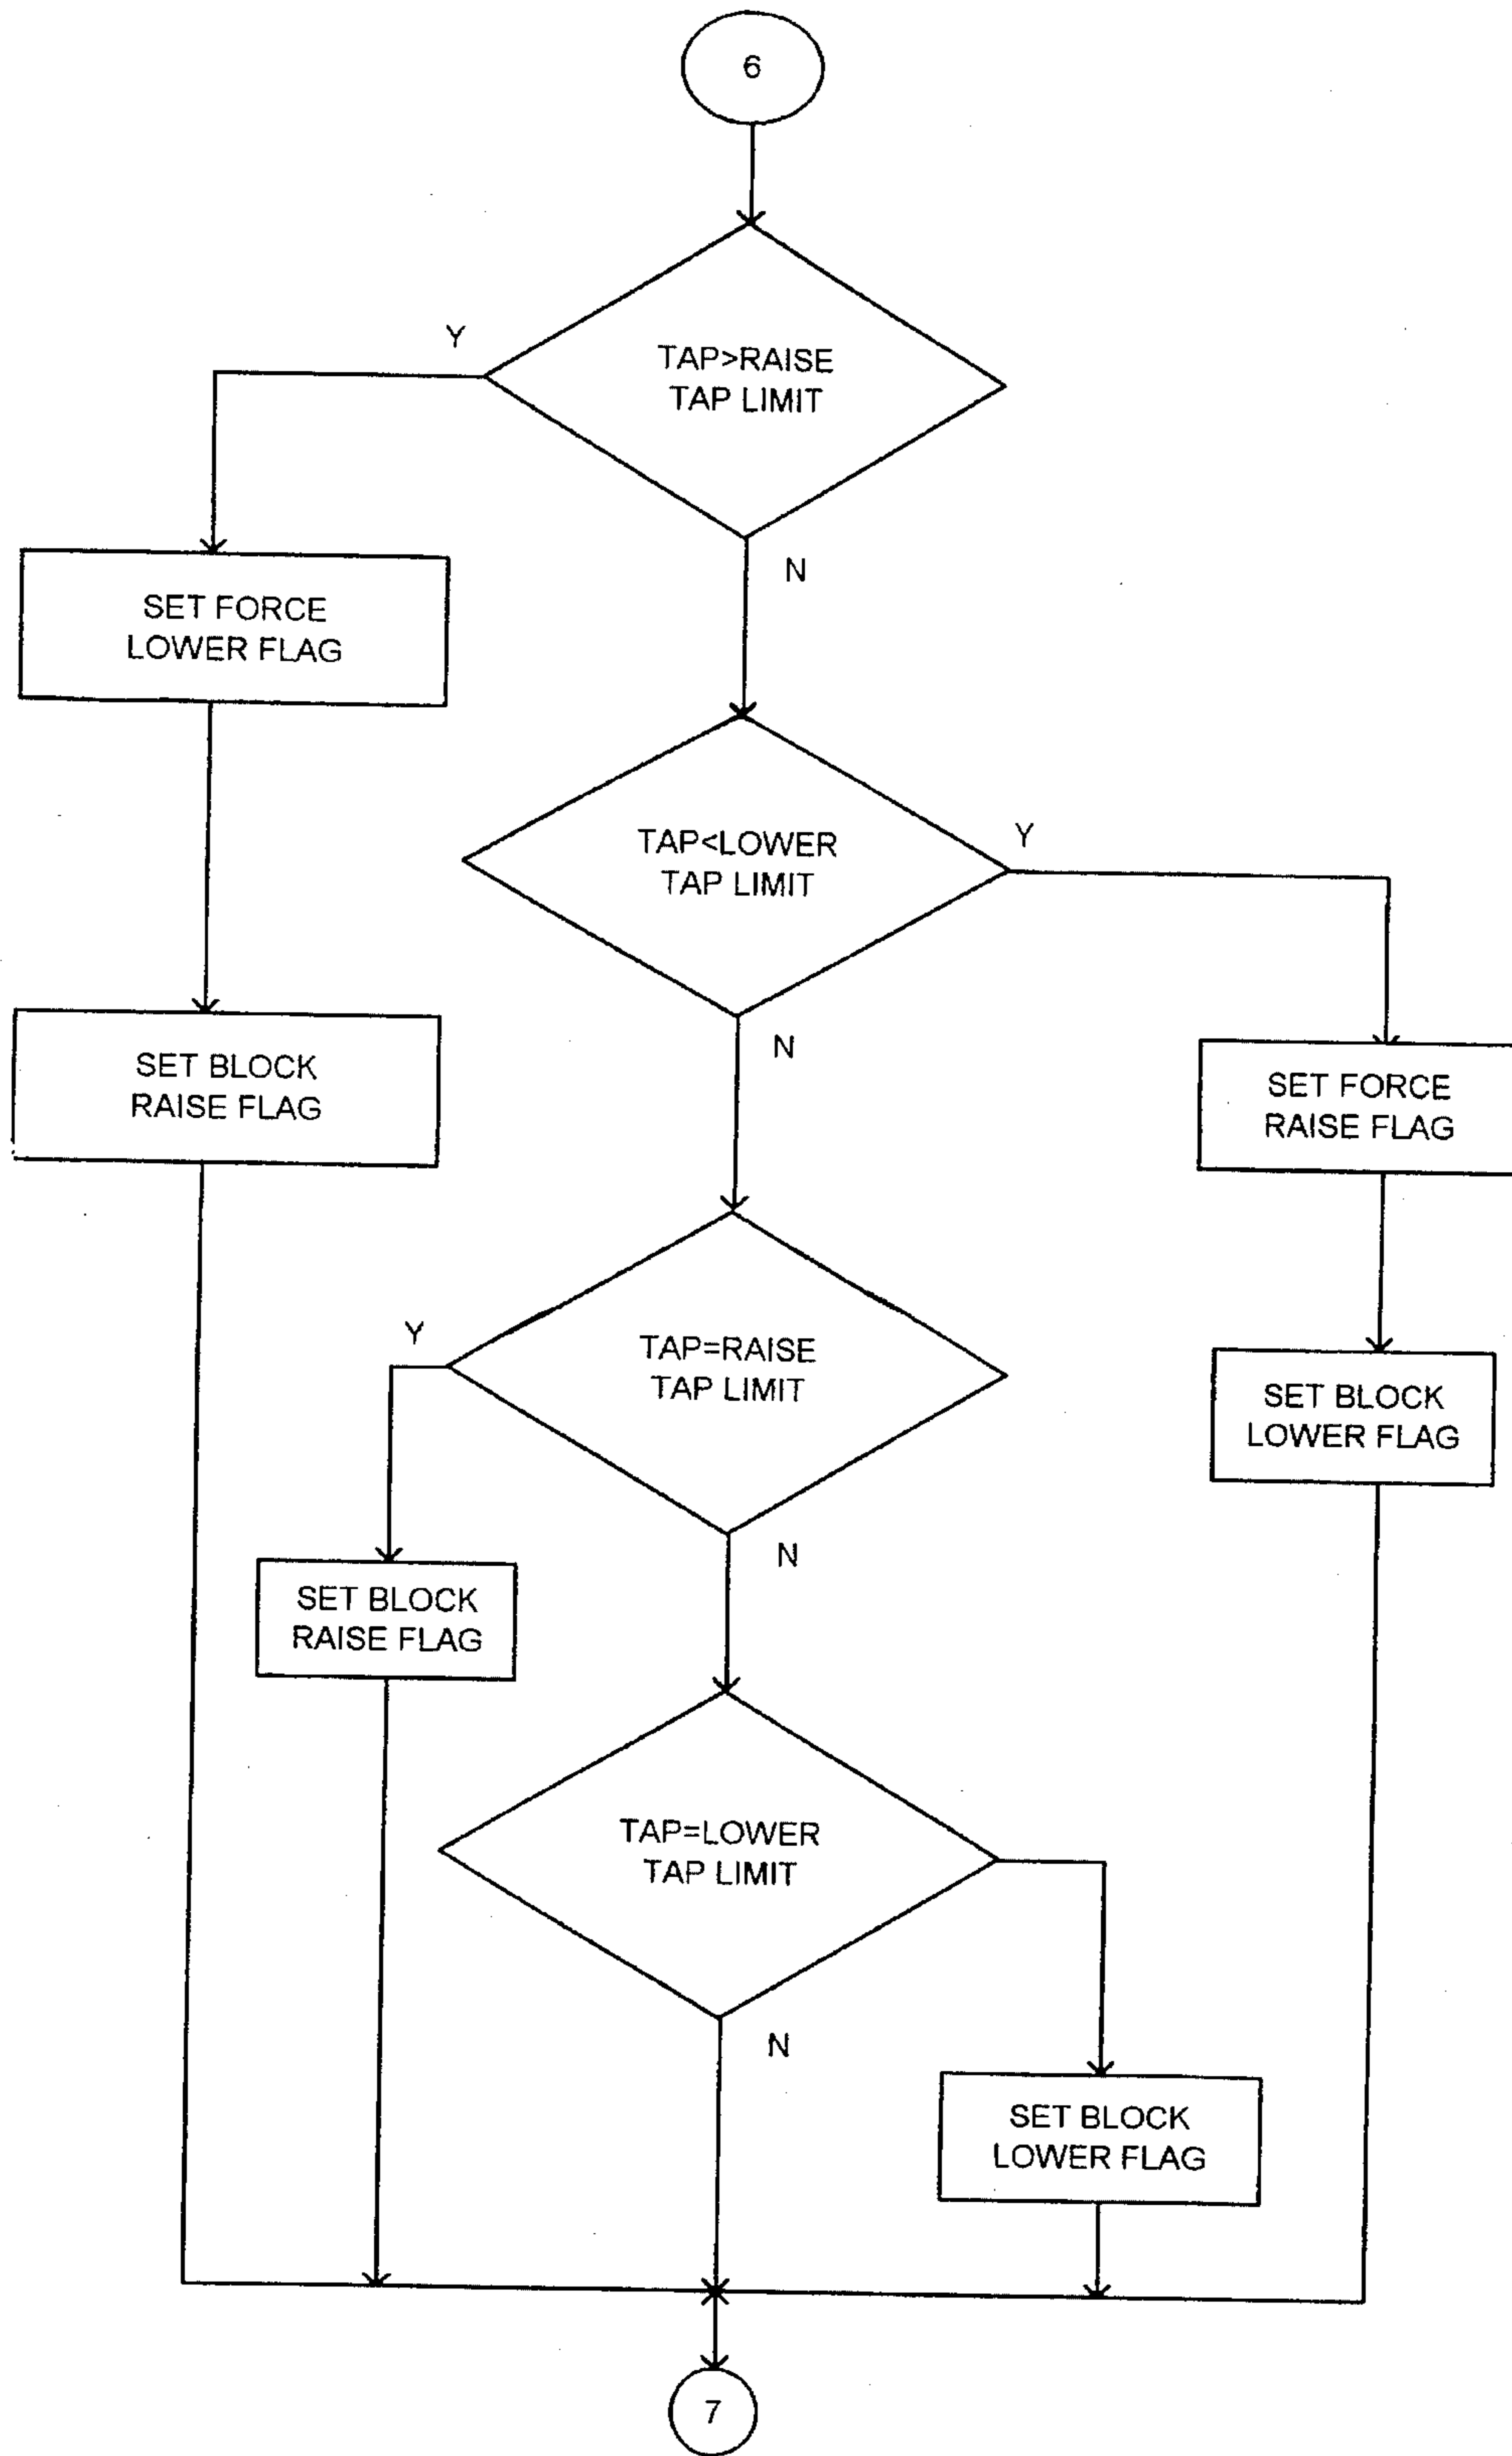 6
Y
TAP>RAISE
TAP LIMIT
N
SET FORCE
LOWER FLAG
TAP<LOWER
TAP LIMIT
Y
N
SET BLOCK
RAISE FLAG
SET FORCE
RAISE FLAG
Y
TAP=RAISE
TAP LIMIT
N
SET BLOCK
LOWER FLAG
SET BLOCK
RAISE FLAG
TAP=LOWER
TAP LIMIT
N
SET BLOCK
LOWER FLAG
7